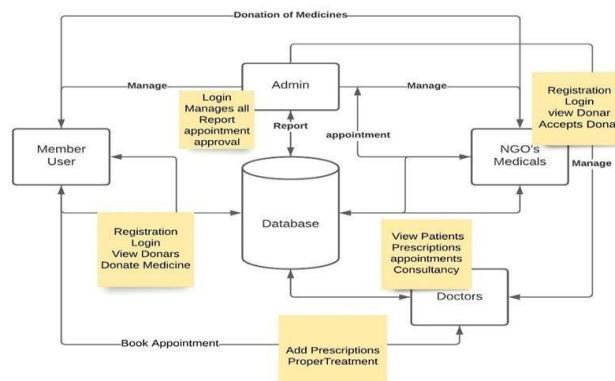 Donation of Medicines
Manage
Admin
Manage
Login
Manages all
Report
appointment
approval
Report
appointment
Registration
Login
view Donar
Accepts Dona
Member
User
NGO's
Medicals
Manage
Database
Registration
Login
View Donars
Donate Medicine
View Patients
Prescriptions
appointments
Consultancy
Doctors
Book Appointment
Add Prescriptions
ProperTreatment